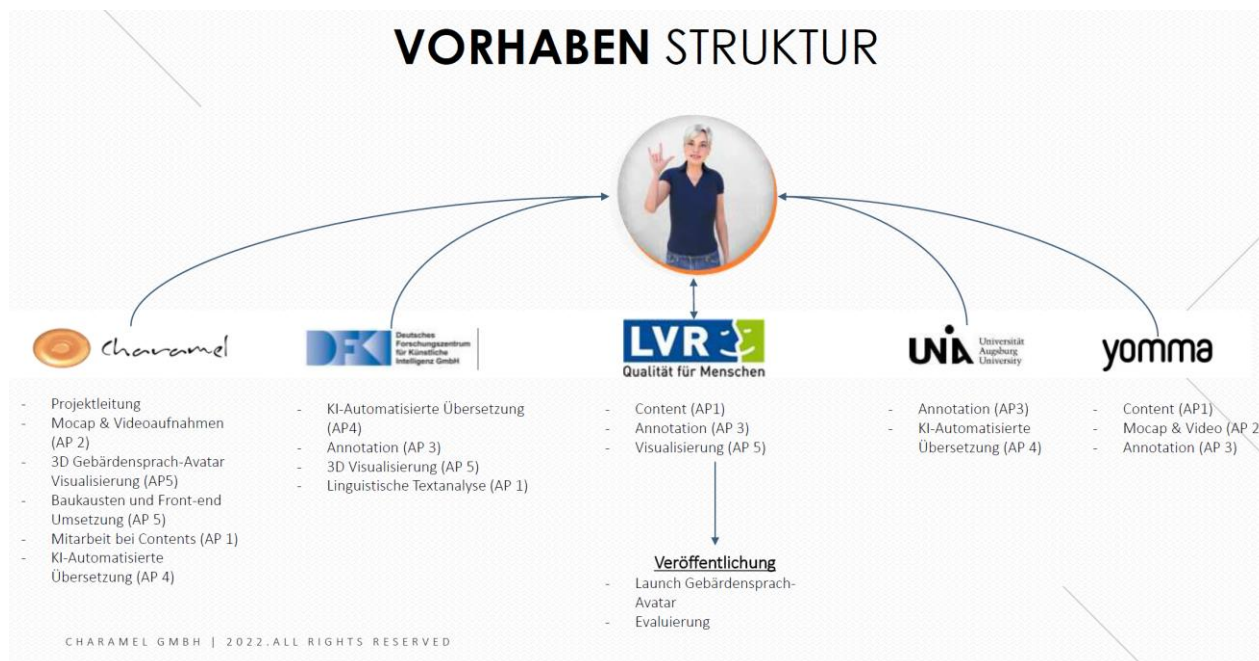 VORHABEN STRUKTUR
charamel
DFKI
Deutsches
Forschungszentrum
für Künstliche
Intelligenz GmbH
LVR
Qualität für Menschen
UNIA
Universität
Augsburg
University
yomma
- Projektleitung
- Mocap & Videoaufnahmen
(AP 2)
- 3D Gebärdensprach-Avatar
Visualisierung (AP5)
- Baukausten und Front-end
Umsetzung (AP 5)
- Mitarbeit bei Contents (AP 1)
- KI-Automatisierte
Übersetzung (AP 4)
- KI-Automatisierte Übersetzung
(AP4)
- Annotation (AP 3)
- 3D Visualisierung (AP 5)
- Linguistische Textanalyse (AP 1)
- Content (AP1)
- Annotation (AP 3)
- Visualisierung (AP 5)
Veröffentlichung
- Launch Gebärdensprach-
Avatar
- Evaluierung
- Annotation (AP3)
- KI-Automatisierte
Übersetzung (AP 4)
- Content (AP1)
- Mocap & Video (AP 2
- Annotation (AP 3)
CHARAMEL GMBH | 2022.ALL RIGHTS RESERVED